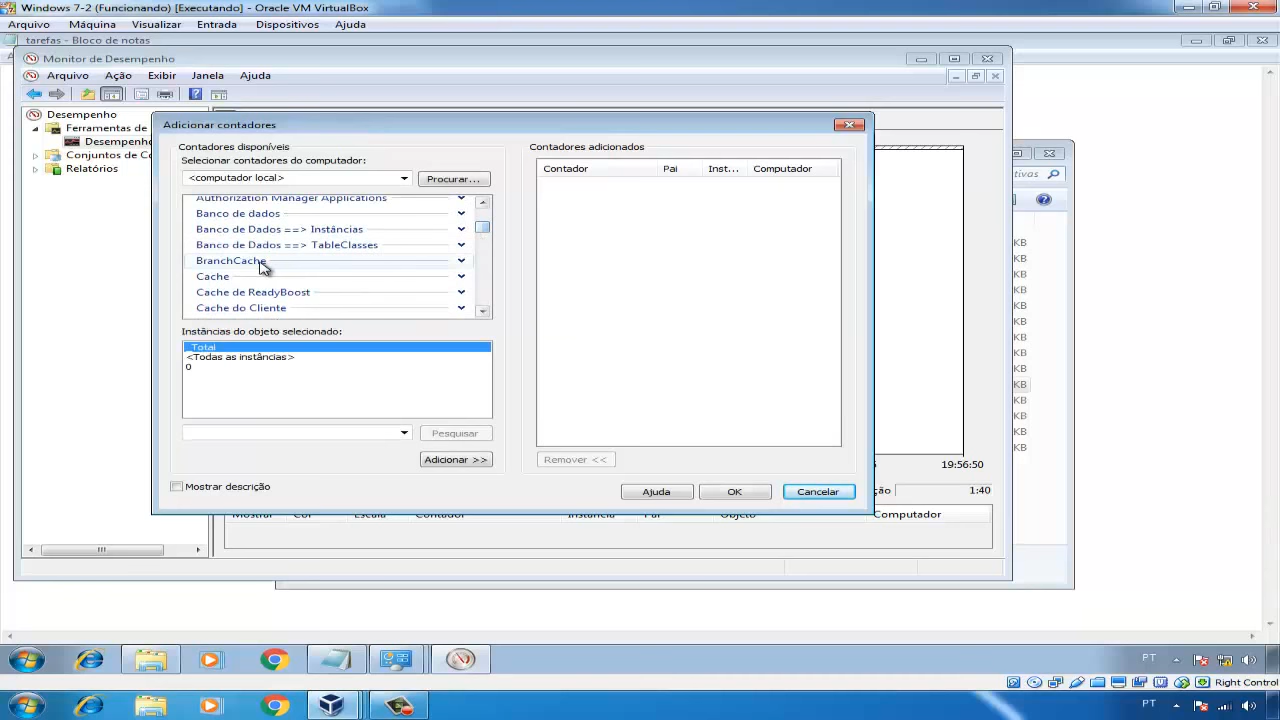 Windows 7-2 (Funcionando) [Executando] - Oracle VM VirtualBox
Arquivo Máquina Visualizar Entrada Dispositivos Ajuda
tarefas - Bloco de notas
Monitor de Desempenho
Arquivo Ação Exibir Janela Ajuda
Desempenho
Ferramentas de
Desempenho
Conjuntos de Co
Relatórios
Adicionar contadores
Contadores disponíveis
Selecionar contadores do computador:
<computador local>
Procurar...
Authorization Manager Applications
Banco de dados
Banco de Dados ==> Instâncias
Banco de Dados ==> TableClasses
BranchCache
Cache
Cache de ReadyBoost
Cache do Cliente
Instâncias do objeto selecionado:
_Total
<Todas as instâncias>
0
Pesquisar
Adicionar >>
Mostrar descrição
Contadores adicionados
Contador Pai Inst... Computador
Remover <<
Ajuda OK Cancelar
19:56:50
ção 1:40
Mostrar Cor Escala Contador Instância Pai Objeto Computador
tivas
KB
KB
KB
KB
KB
KB
KB
KB
KB
KB
KB
KB
KB
KB
PT
Right Control
PT